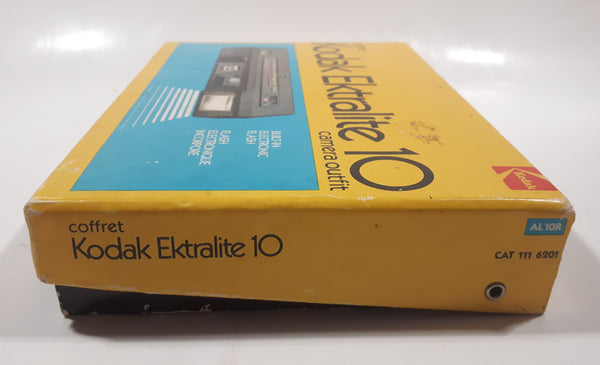 Kodak Ektralite 10
camera outfit
BUILT-IN
ELECTRONIC
FLASH
FLASH
ELECTRONIQUE
INCORPORÉ
Kodak
coffret
Kodak Ektralite 10
AL 10R
CAT 111 6201